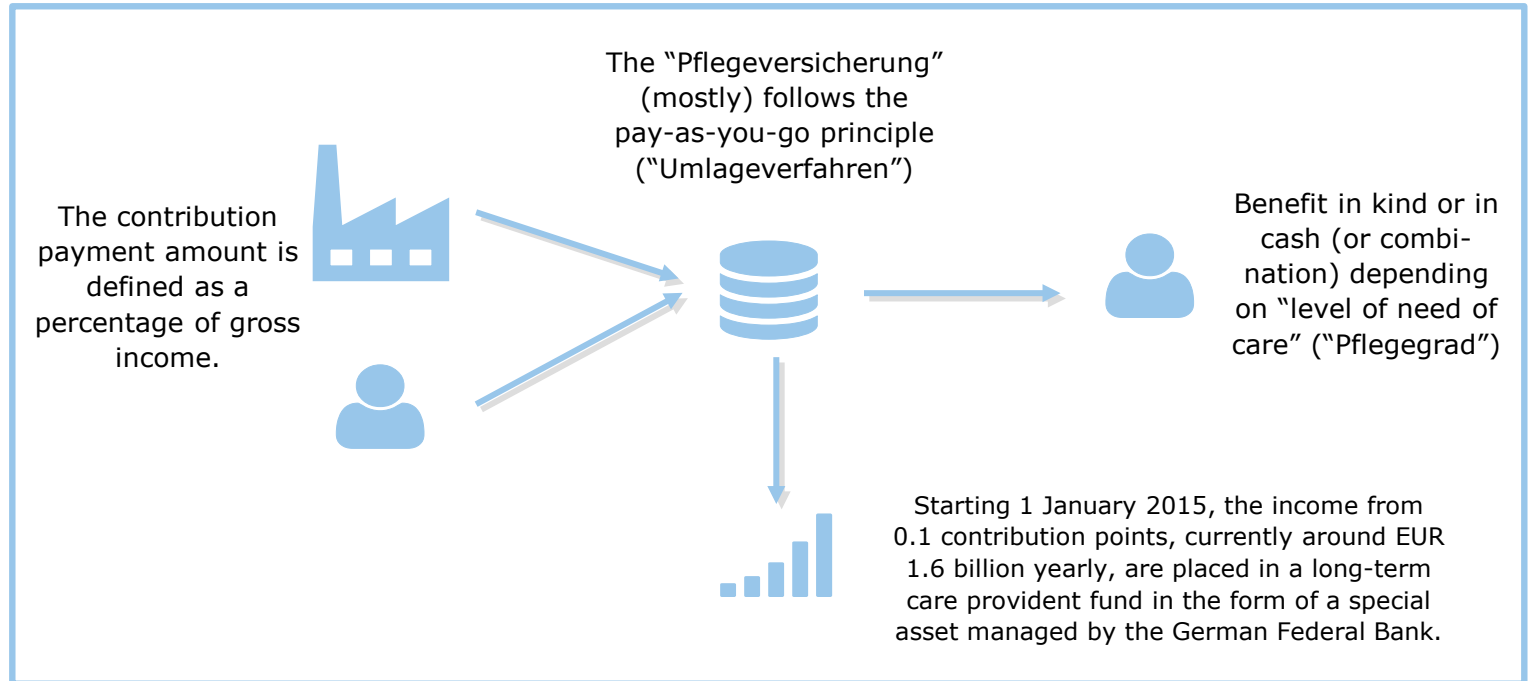 The “Pflegeversicherung”
(mostly) follows the
pay-as-you-go principle
(“Umlageverfahren”)
The contribution
payment amount is
defined as a
percentage of gross
income.
Benefit in kind or in
cash (or combi-
nation) depending
on “level of need of
care” (“Pflegegrad”)
Starting 1 January 2015, the income from
0.1 contribution points, currently around EUR
1.6 billion yearly, are placed in a long-term
care provident fund in the form of a special
asset managed by the German Federal Bank.